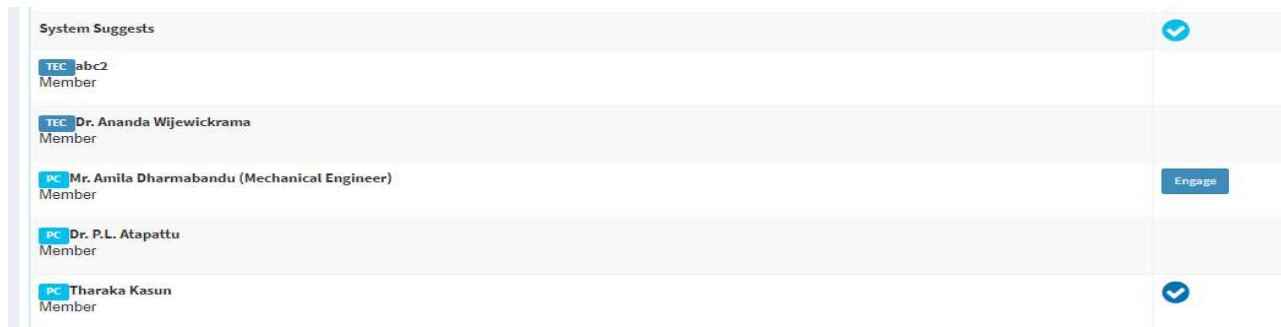 System Suggests
TEC abc2
Member
TEC Dr. Ananda Wijewickrama
Member
PC Mr. Amila Dharmabandu (Mechanical Engineer)
Member
Engage
PC Dr. P.L. Atapattu
Member
PC Tharaka Kasun
Member